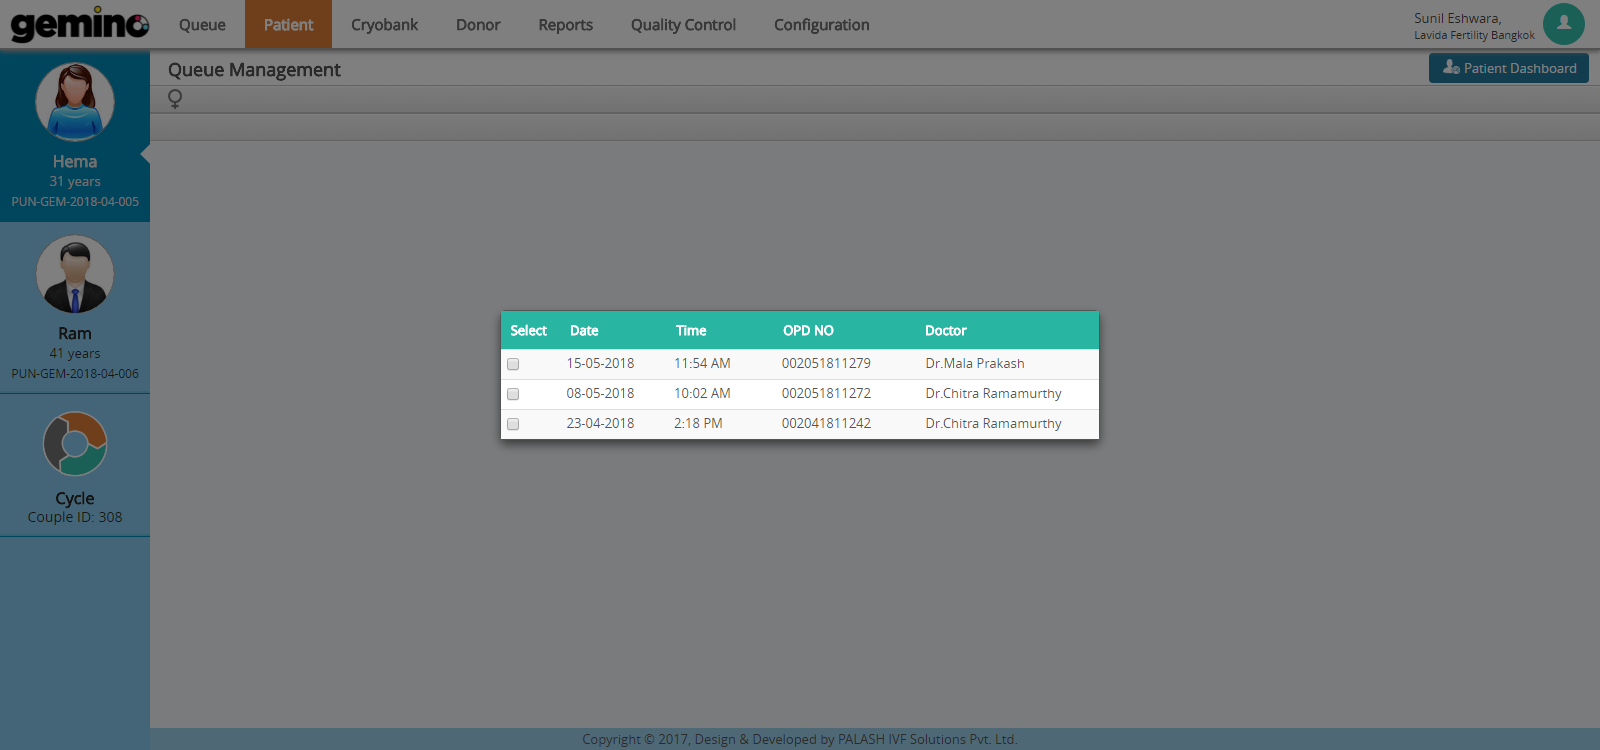 gemino Queue Patient Cryobank Donor Reports Quality Control Configuration
Sunil Eshwara,
Lavida Fertility Bangkok
Queue Management
Patient Dashboard
Hema
31 years
PUN-GEM-2018-04-005
Ram
41 years
PUN-GEM-2018-04-006
Cycle
Couple ID: 308
Select Date Time OPD NO Doctor
15-05-2018 11:54 AM 002051811279 Dr.Mala Prakash
08-05-2018 10:02 AM 002051811272 Dr.Chitra Ramamurthy
23-04-2018 2:18 PM 002041811242 Dr.Chitra Ramamurthy
Copyright © 2017, Design & Developed by PALASH IVF Solutions Pvt. Ltd.